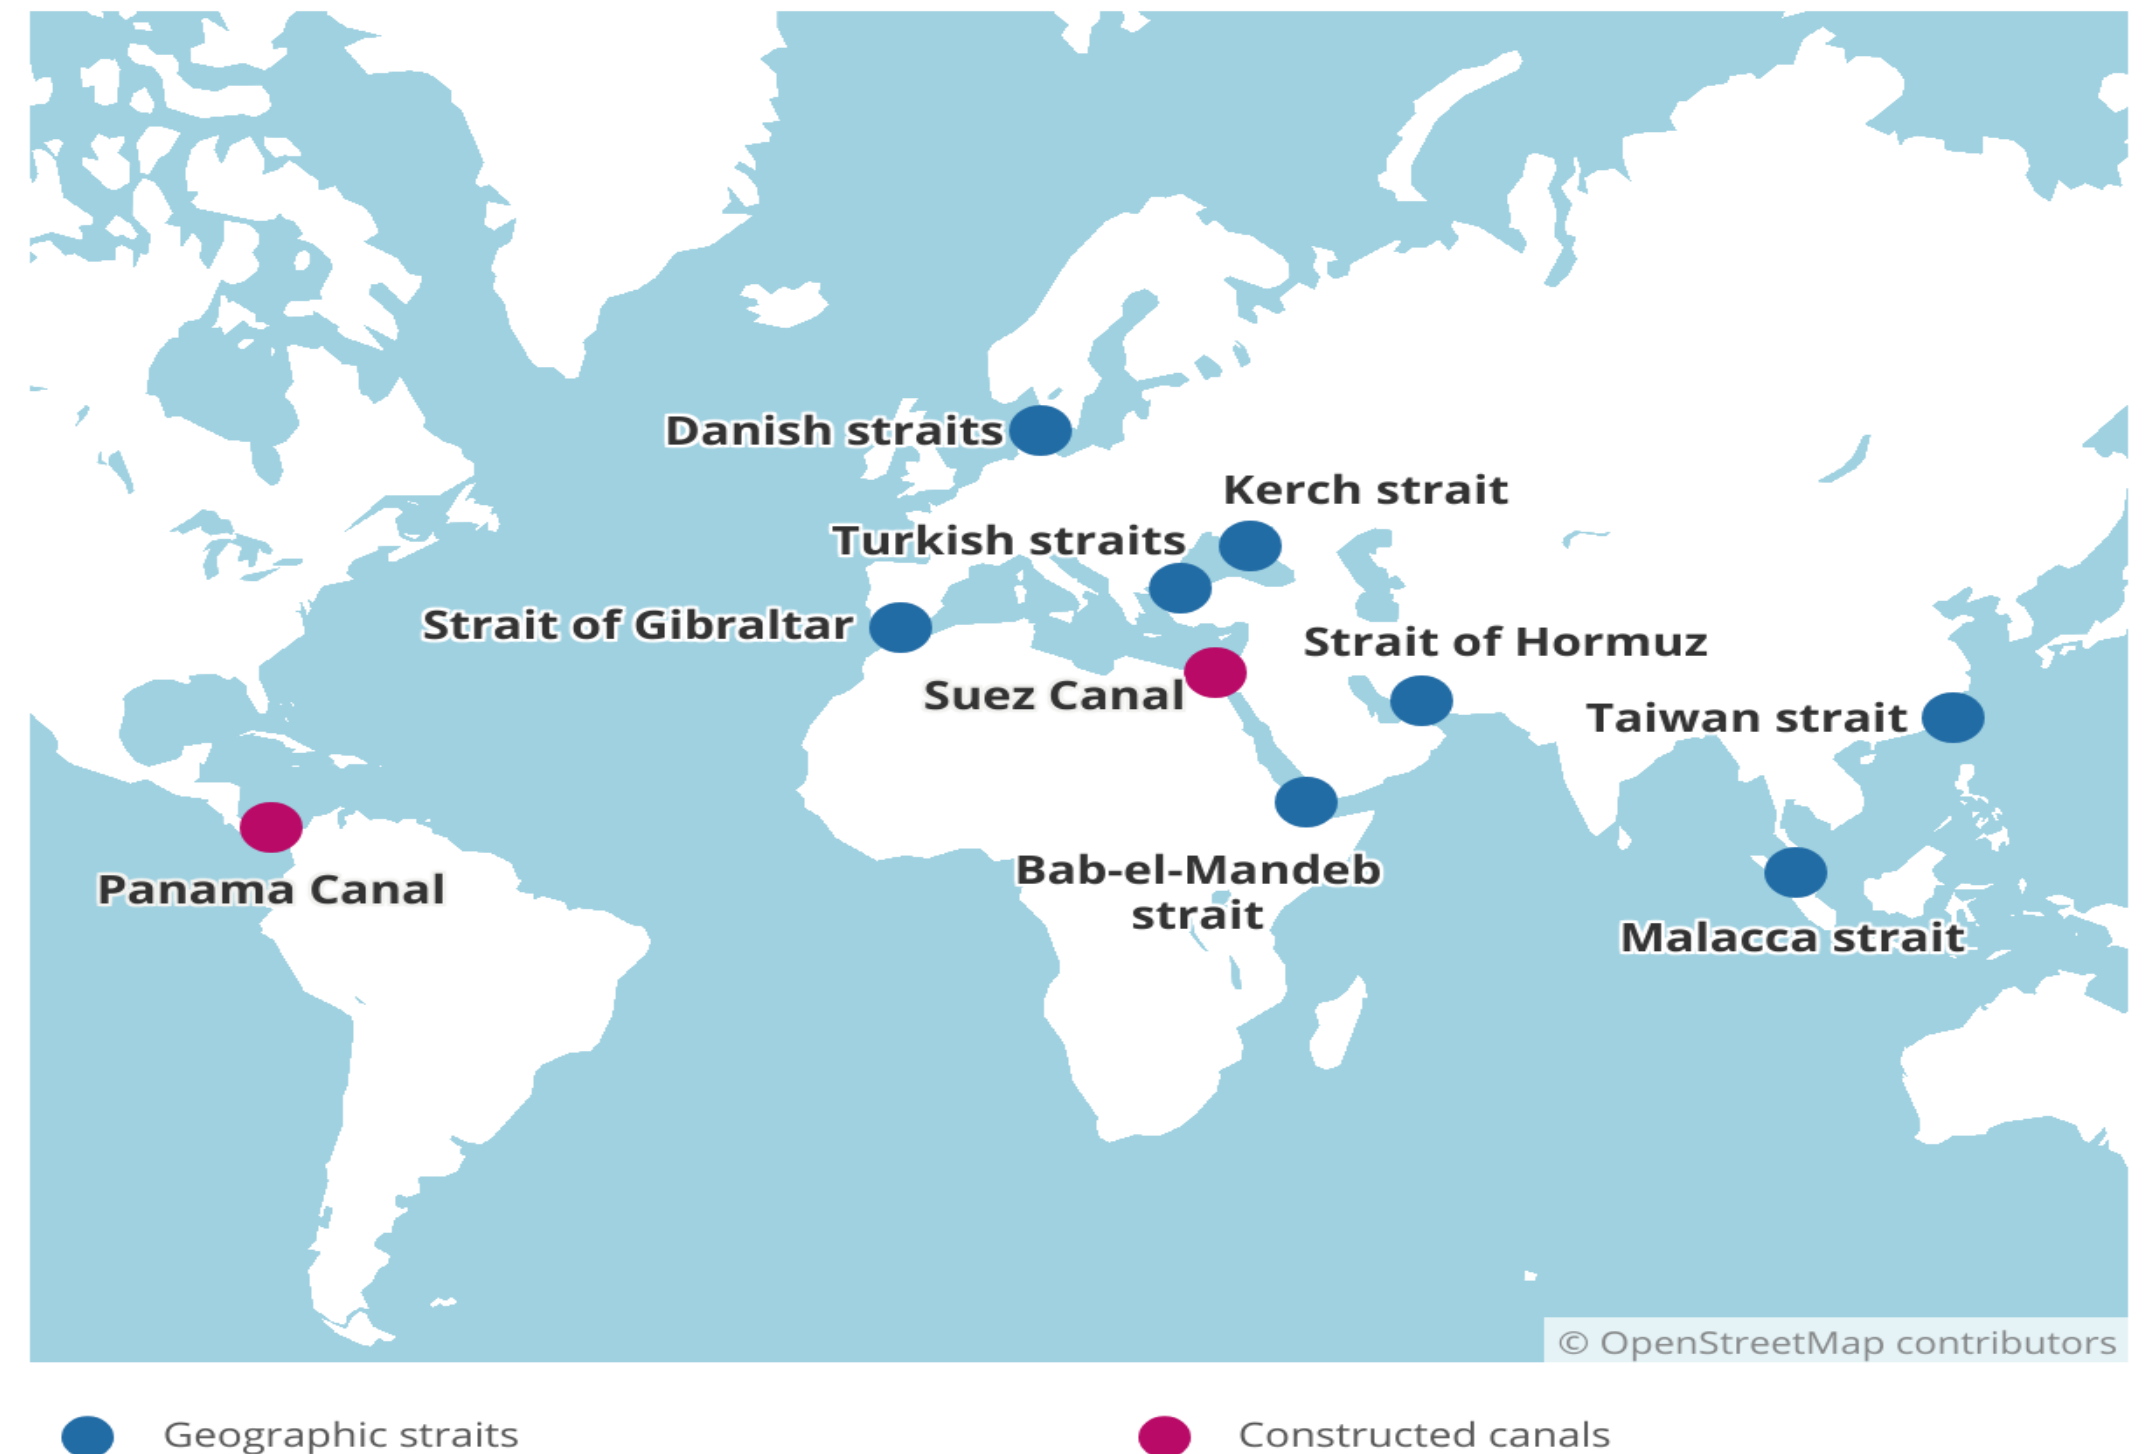 Danish straits
Kerch strait
Turkish straits
Strait of Gibraltar
Strait of Hormuz
Suez Canal
Taiwan strait
Bab-el-Mandeb
strait
Panama Canal
Malacca strait
© OpenStreetMap contributors
Geographic straits
Constructed canals